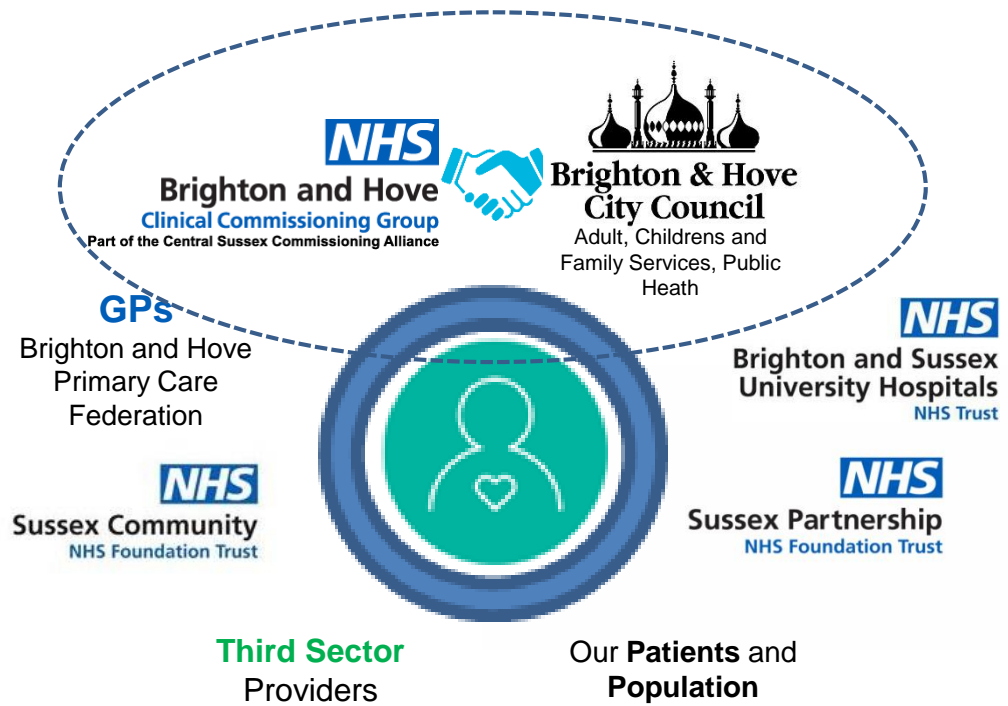 NHS
Brighton and Hove
Clinical Commissioning Group
Part of the Central Sussex Commissioning Alliance
Brighton & Hove
City Council
Adult, Childrens and
Family Services, Public
Heath
GPs
Brighton and Hove
Primary Care
Federation
NHS
Brighton and Sussex
University Hospitals
NHS Trust
NHS
Sussex Community
NHS Foundation Trust
NHS
Sussex Partnership
NHS Foundation Trust
Third Sector
Providers
Our Patients and
Population